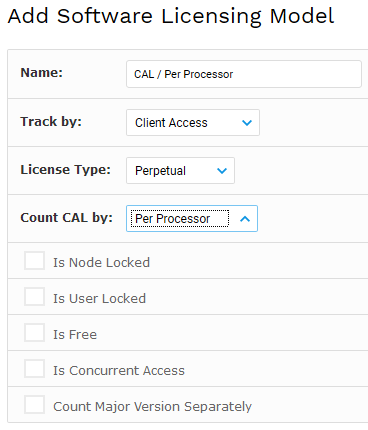 Add Software Licensing Model
Name: CAL / Per Processor
Track by: Client Access
License Type: Perpetual
Count CAL by: Per Processor
Is Node Locked
Is User Locked
Is Free
Is Concurrent Access
Count Major Version Separately